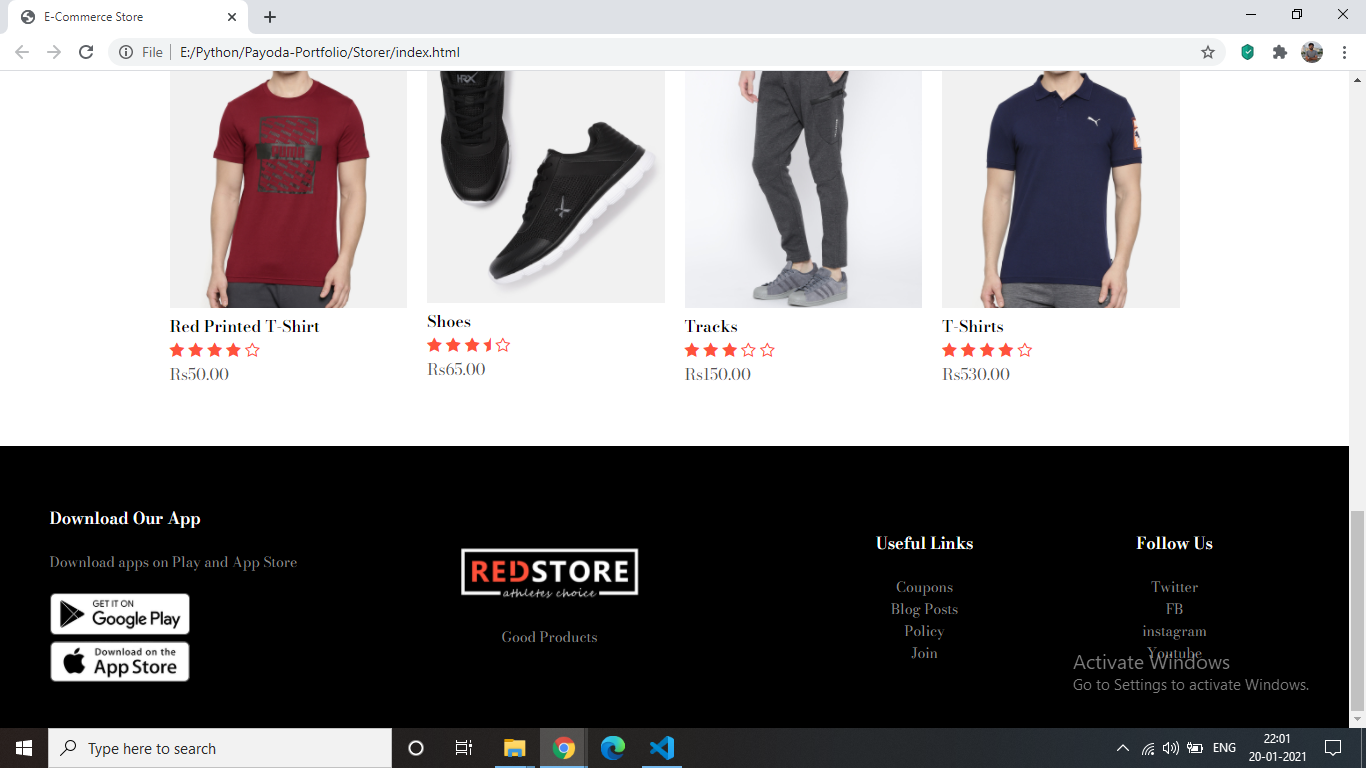 E-Commerce Store
File
E:/Python/Payoda-Portfolio/Storer/index.html
HRX
Red Printed T-Shirt
Rs50.00
Shoes
Rs65.00
Tracks
Rs150.00
T-Shirts
Rs530.00
Download Our App
Download apps on Play and App Store
GET IT ON
Google Play
Download on the
App Store
REDSTORE
athletes choice
Good Products
Useful Links
Coupons
Blog Posts
Policy
Join
Follow Us
Twitter
FB
instagram
Youtube
Activate Windows
Go to Settings to activate Windows.
Type here to search
ENG
22:01
20-01-2021